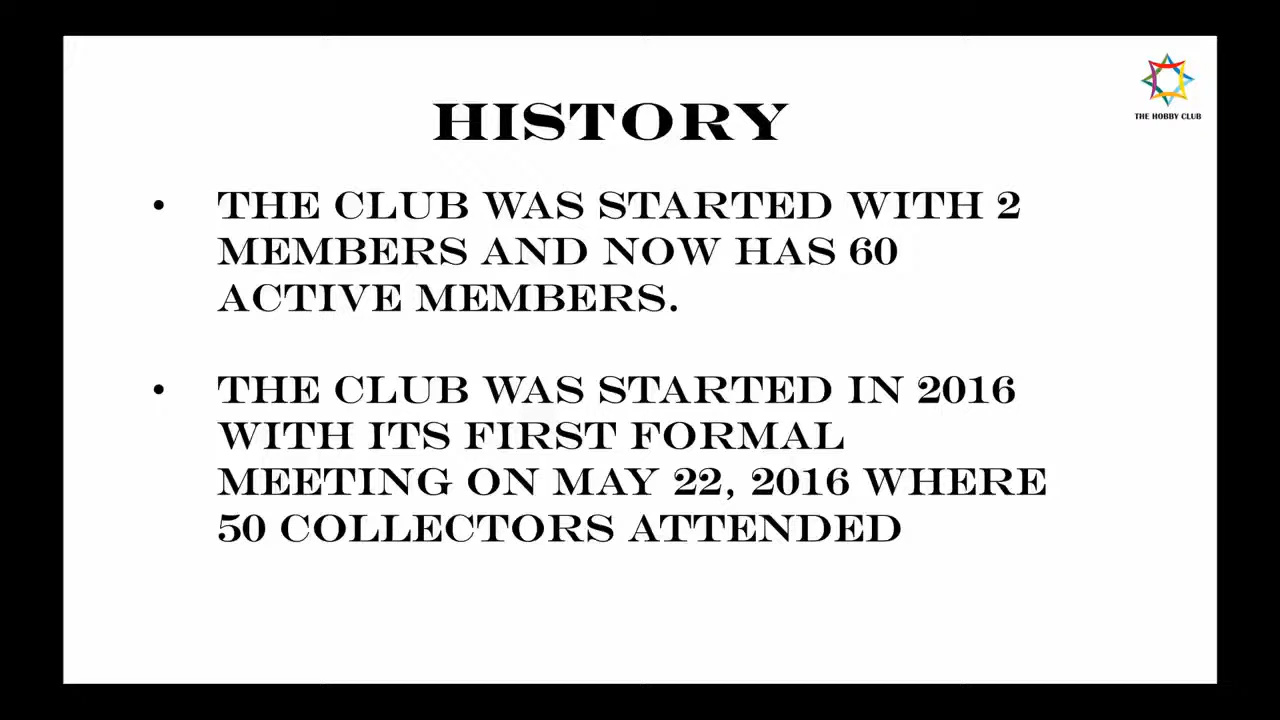 THE HOBBY CLUB
HISTORY
• THE CLUB WAS STARTED WITH 2
MEMBERS AND NOW HAS 60
ACTIVE MEMBERS.
• THE CLUB WAS STARTED IN 2016
WITH ITS FIRST FORMAL
MEETING ON MAY 22, 2016 WHERE
50 COLLECTORS ATTENDED